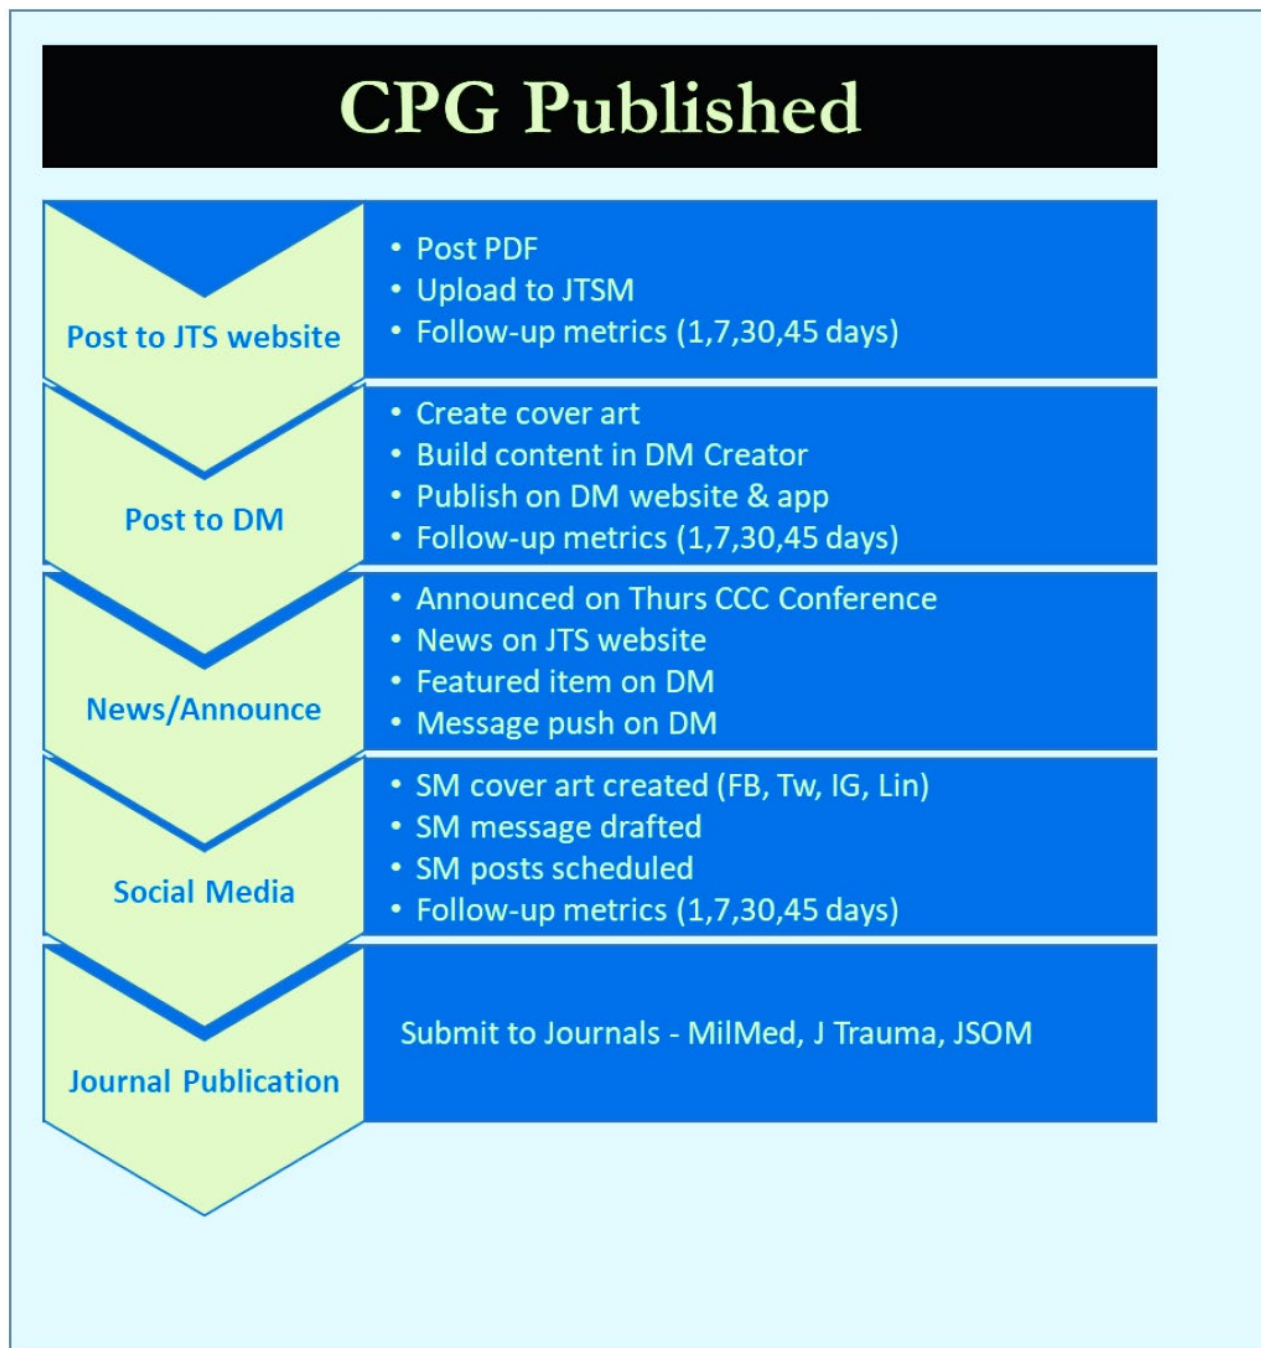 CPG Published
Post to JTS website
• Post PDF
• Upload to JTSM
• Follow-up metrics (1,7,30,45 days)
Post to DM
• Create cover art
• Build content in DM Creator
• Publish on DM website & app
• Follow-up metrics (1,7,30,45 days)
News/Announce
• Announced on Thurs CCC Conference
• News on JTS website
• Featured item on DM
• Message push on DM
Social Media
• SM cover art created (FB, Tw, IG, Lin)
• SM message drafted
• SM posts scheduled
• Follow-up metrics (1,7,30,45 days)
Journal Publication
Submit to Journals - MilMed, J Trauma, JSOM